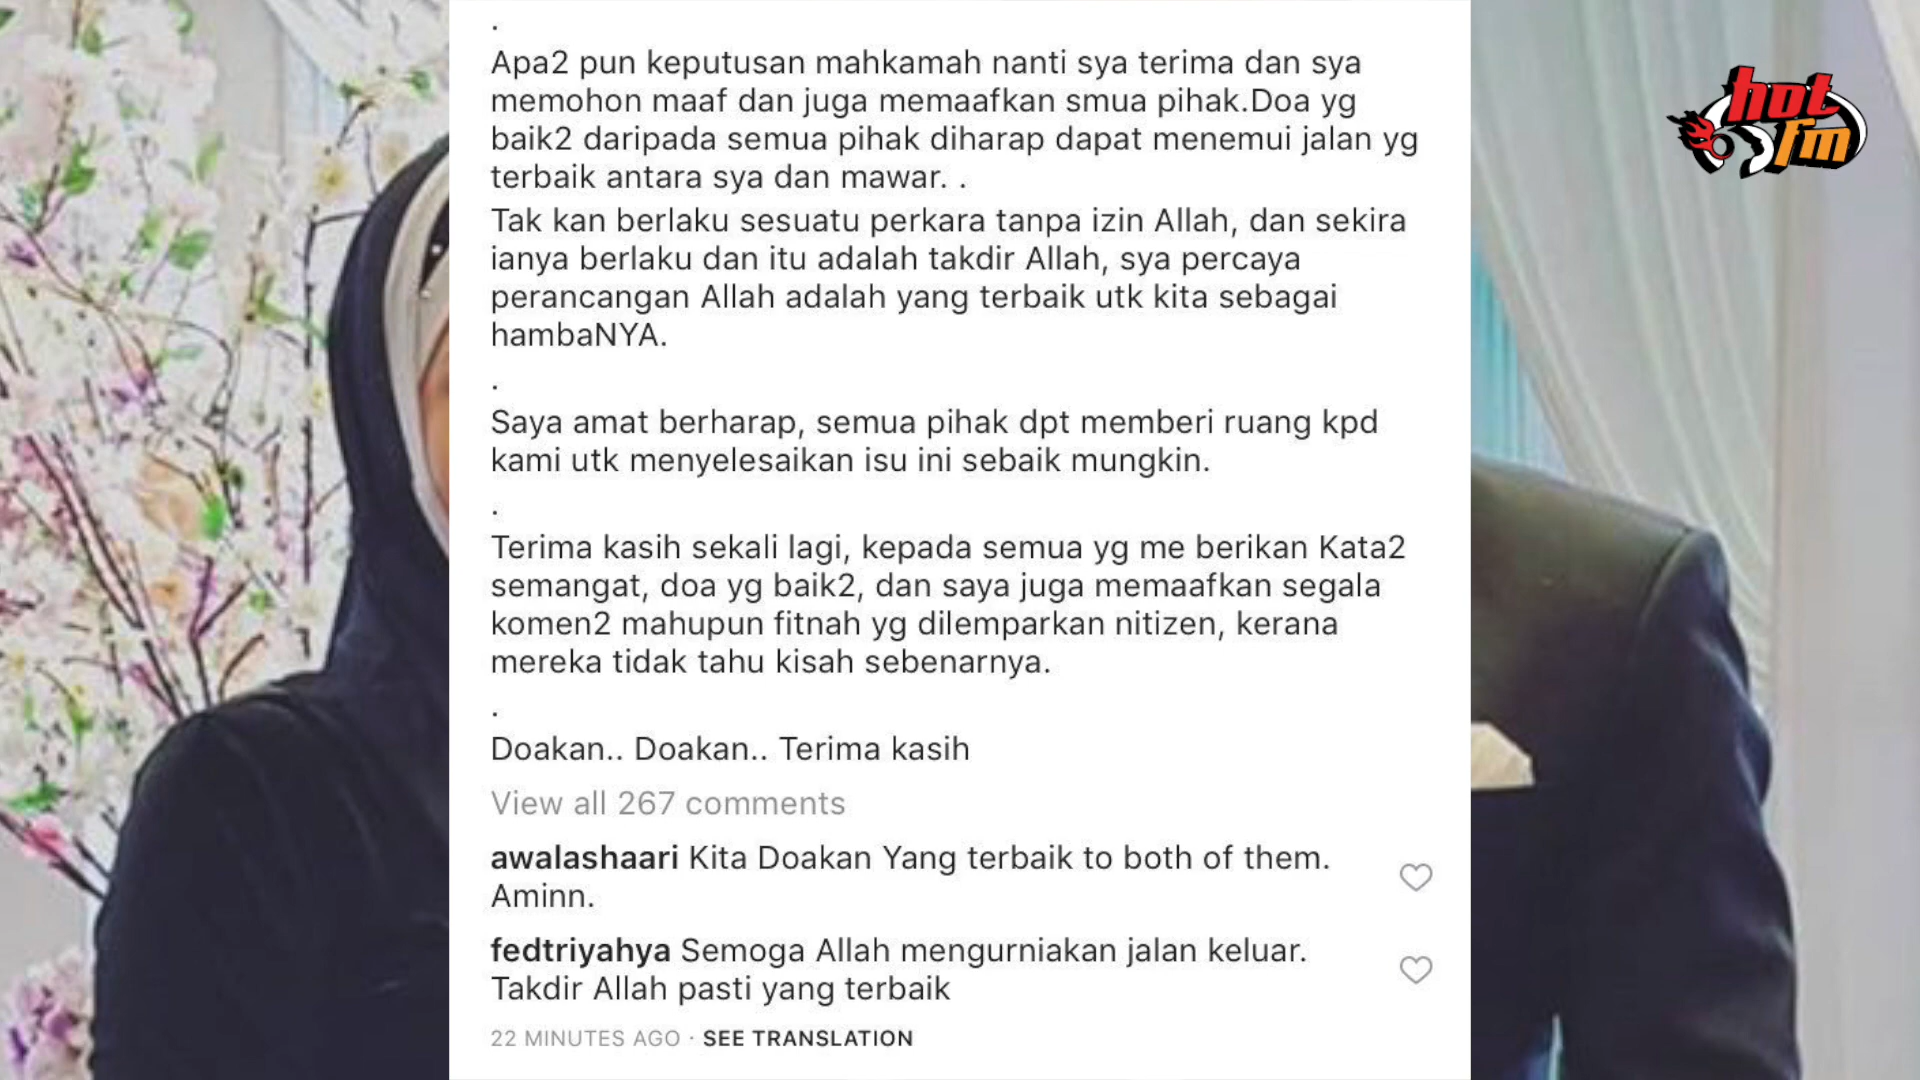 .
Apa2 pun keputusan mahkamah nanti sya terima dan sya
memohon maaf dan juga memaafkan smua pihak.Doa yg
baik2 daripada semua pihak diharap dapat menemui jalan yg
terbaik antara sya dan mawar. .
Tak kan berlaku sesuatu perkara tanpa izin Allah, dan sekira
ianya berlaku dan itu adalah takdir Allah, sya percaya
perancangan Allah adalah yang terbaik utk kita sebagai
hambaNYA.
.
Saya amat berharap, semua pihak dpt memberi ruang kpd
kami utk menyelesaikan isu ini sebaik mungkin.
.
Terima kasih sekali lagi, kepada semua yg me berikan Kata2
semangat, doa yg baik2, dan saya juga memaafkan segala
komen2 mahupun fitnah yg dilemparkan nitizen, kerana
mereka tidak tahu kisah sebenarnya.
.
Doakan.. Doakan.. Terima kasih
View all 267 comments
awalashaari Kita Doakan Yang terbaik to both of them.
Aminn.
fedtriyahya Semoga Allah mengurniakan jalan keluar.
Takdir Allah pasti yang terbaik
22 MINUTES AGO · SEE TRANSLATION
hot
fm